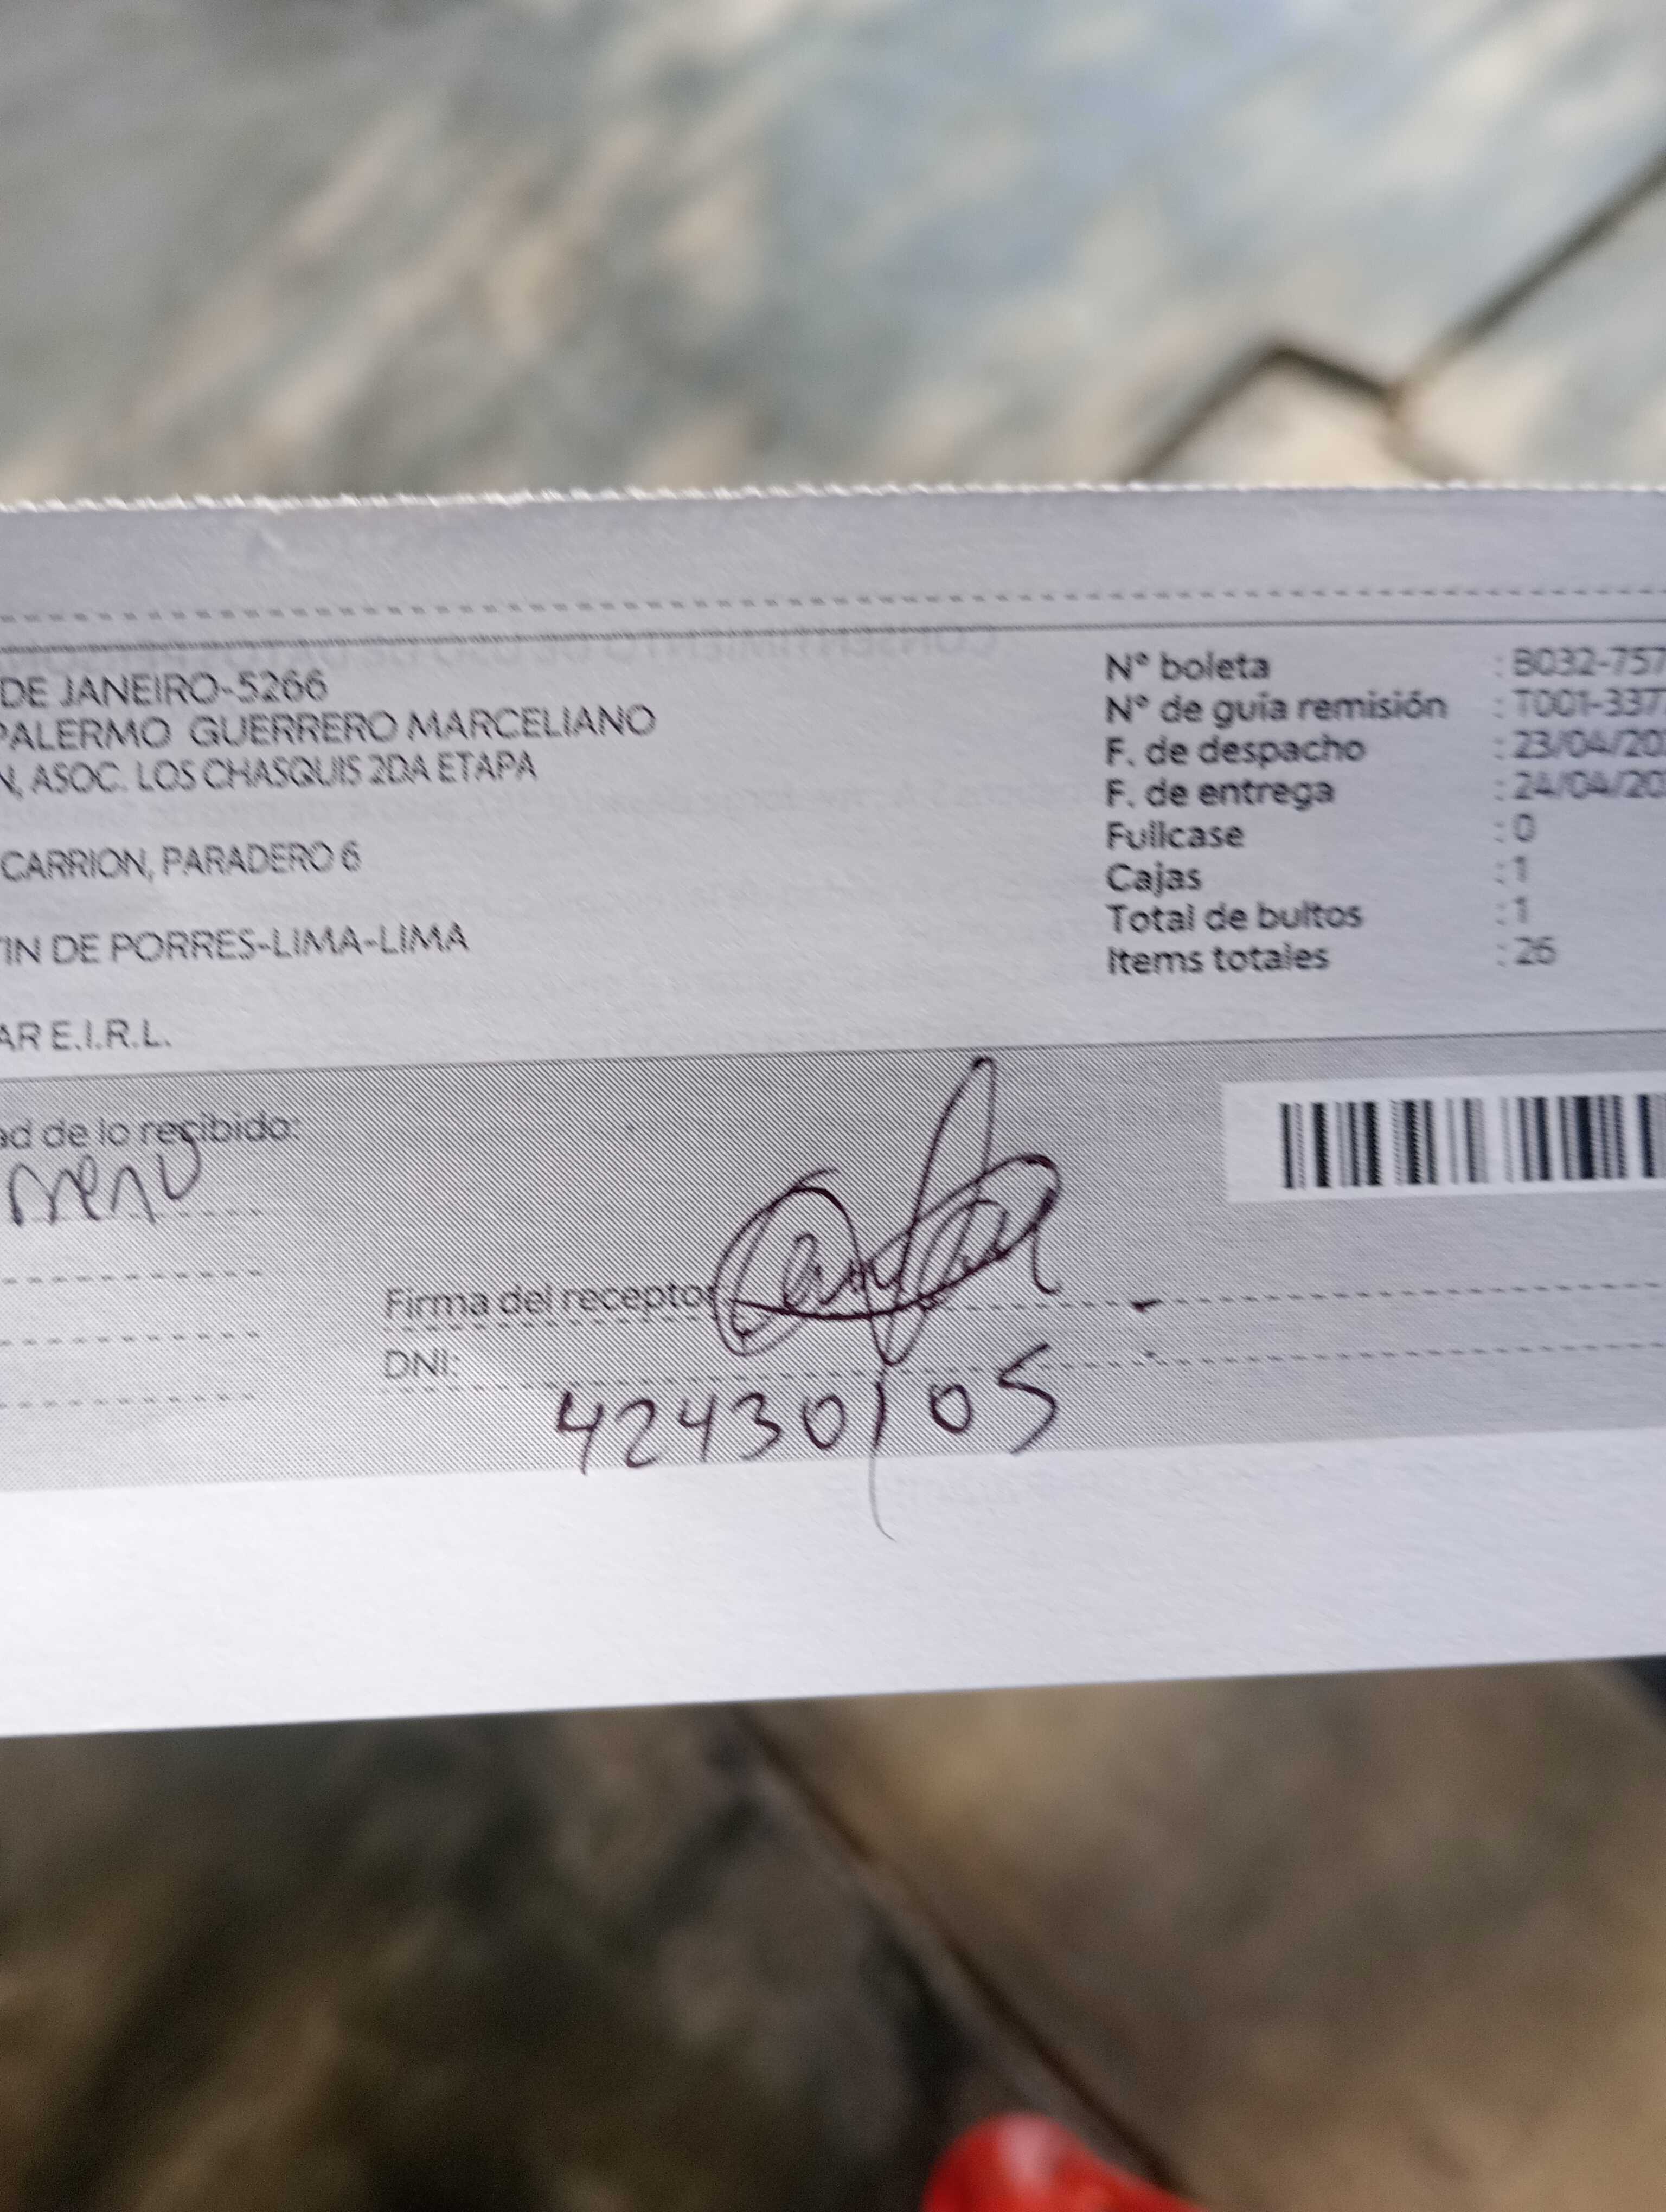 DE JANEIRO-5266
PALERMO GUERRERO MARCELIANO
N, ASOC. LOS CHASQUIS 2DA ETAPA
CARRION, PARADERO 6
TIN DE PORRES-LIMA-LIMA
AR E.I.R.L.
N° boleta : B032-757
N° de guía remisión : T001-337
F. de despacho : 23/04/20
F. de entrega : 24/04/20
Fullcase : 0
Cajas : 1
Total de bultos : 1
Items totales : 26
ad de lo recibido:
Firma del receptor
DNI:
42430105